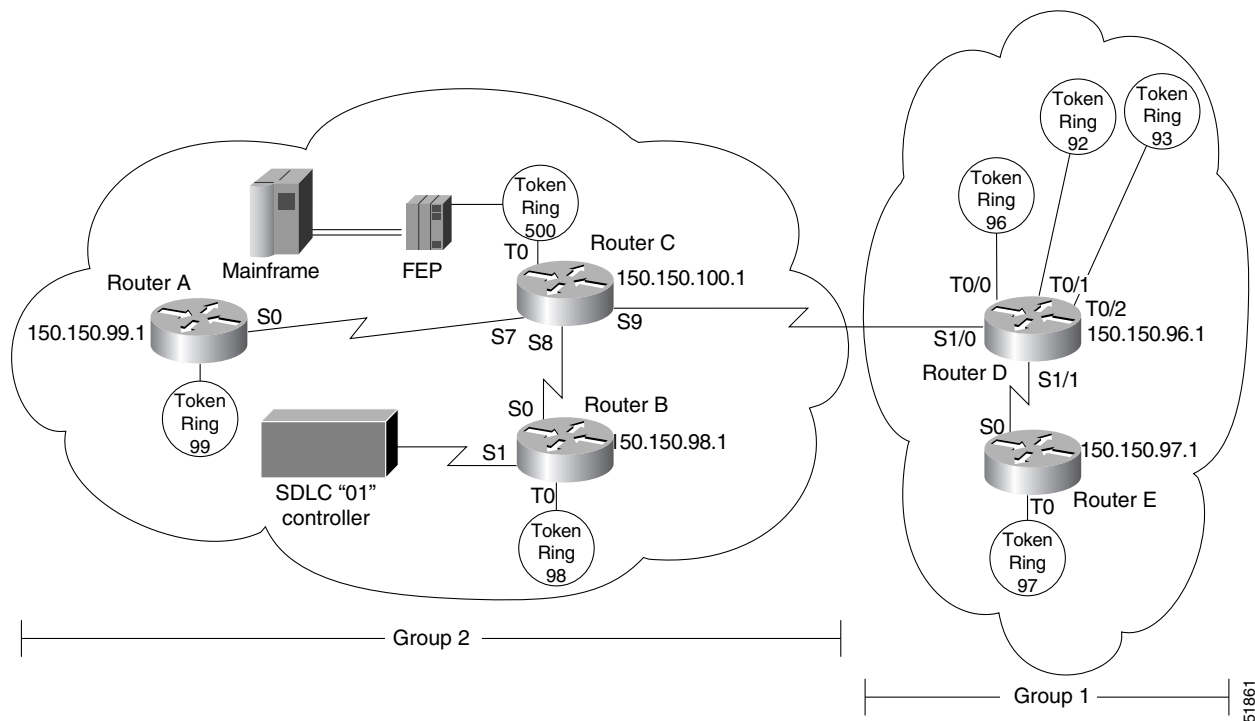 Token
Ring
92
Token
Ring
93
Token
Ring
96
Token
Ring
500
T0
Router C
150.150.100.1
Mainframe
FEP
Router A
150.150.99.1
S0
S7
S8
S9
T0/0
T0/1
T0/2
150.150.96.1
S1/0
Router D
S1/1
Token
Ring
99
S0
Router B
150.150.98.1
S1
SDLC “01”
controller
T0
Token
Ring
98
S0
150.150.97.1
Router E
T0
Token
Ring
97
Group 2
Group 1
51861